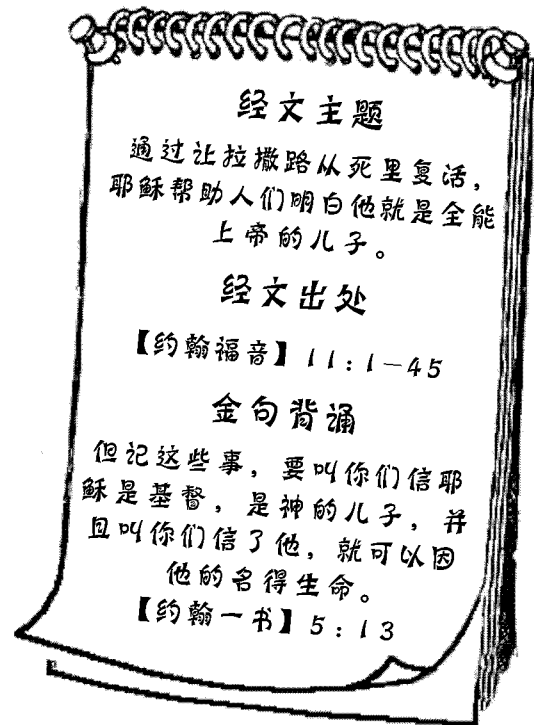 经文主题
通过让拉撒路从死里复活，
耶稣帮助人们明白他就是全能
上帝的儿子。
经文出处
【约翰福音】11：1－45
金句背诵
但记这些事，要叫你们信耶
稣是基督，是神的儿子，并
且叫你们信了他，就可以因
他的名得生命。
【约翰一书】5：13